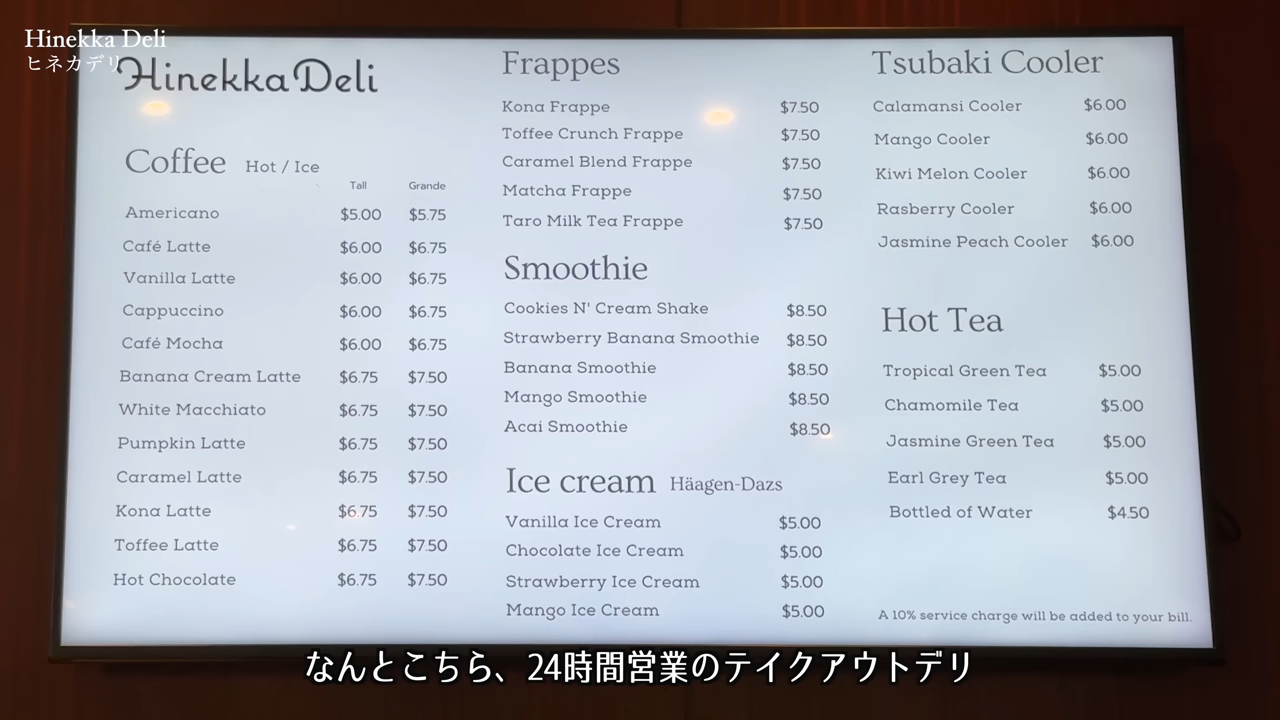 Hinekka Deli
ヒネカデリ
Hinekka Deli
Coffee Hot / Ice
Tall Grande
Americano $5.00 $5.75
Café Latte $6.00 $6.75
Vanilla Latte $6.00 $6.75
Cappuccino $6.00 $6.75
Café Mocha $6.00 $6.75
Banana Cream Latte $6.75 $7.50
White Macchiato $6.75 $7.50
Pumpkin Latte $6.75 $7.50
Caramel Latte $6.75 $7.50
Kona Latte $6.75 $7.50
Toffee Latte $6.75 $7.50
Hot Chocolate $6.75 $7.50
Frappes
Kona Frappe $7.50
Toffee Crunch Frappe $7.50
Caramel Blend Frappe $7.50
Matcha Frappe $7.50
Taro Milk Tea Frappe $7.50
Smoothie
Cookies N' Cream Shake $8.50
Strawberry Banana Smoothie $8.50
Banana Smoothie $8.50
Mango Smoothie $8.50
Acai Smoothie $8.50
Ice cream Häagen-Dazs
Vanilla Ice Cream $5.00
Chocolate Ice Cream $5.00
Strawberry Ice Cream $5.00
Mango Ice Cream $5.00
Tsubaki Cooler
Calamansi Cooler $6.00
Mango Cooler $6.00
Kiwi Melon Cooler $6.00
Rasberry Cooler $6.00
Jasmine Peach Cooler $6.00
Hot Tea
Tropical Green Tea $5.00
Chamomile Tea $5.00
Jasmine Green Tea $5.00
Earl Grey Tea $5.00
Bottled of Water $4.50
A 10% service charge will be added to your bill.
なんとこちら、24時間営業のテイクアウトデリ